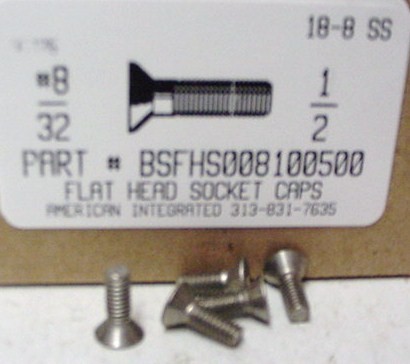 18-8 SS
#8
32
1
2
PART # BSFHS008100500
FLAT HEAD SOCKET CAPS
AMERICAN INTEGRATED 313-831-7635